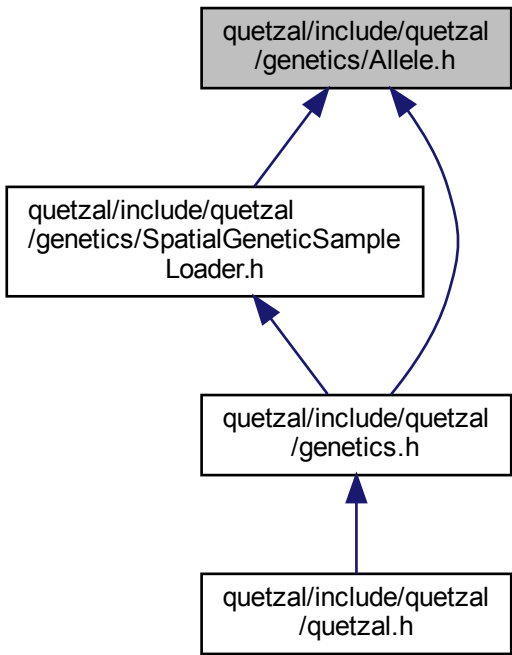 quetzal/include/quetzal
/genetics/Allele.h
quetzal/include/quetzal
/genetics/SpatialGeneticSample
Loader.h
quetzal/include/quetzal
/genetics.h
quetzal/include/quetzal
/quetzal.h